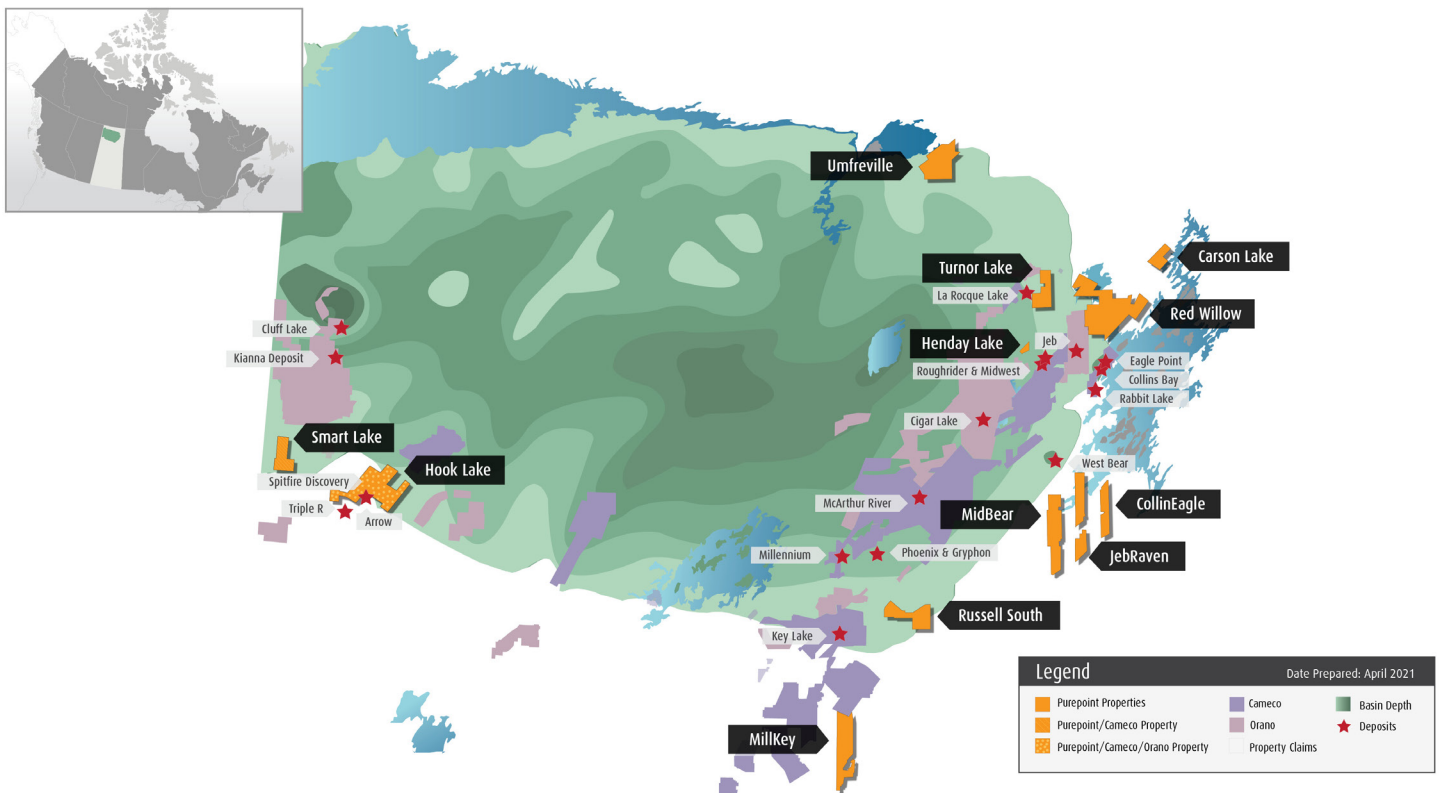 Umfreville
Carson Lake
Turnor Lake
La Rocque Lake
Red Willow
Cluff Lake
Henday Lake
Jeb
Kianna Deposit
Roughrider & Midwest
Eagle Point
Collins Bay
Rabbit Lake
Cigar Lake
Smart Lake
Hook Lake
West Bear
Spitfire Discovery
Triple R
Arrow
McArthur River
MidBear
CollinEagle
Millennium
Phoenix & Gryphon
JebRaven
Russell South
Key Lake
MillKey
Legend
Date Prepared: April 2021
Purepoint Properties
Purepoint/Cameco Property
Purepoint/Cameco/Orano Property
Cameco
Orano
Property Claims
Basin Depth
Deposits